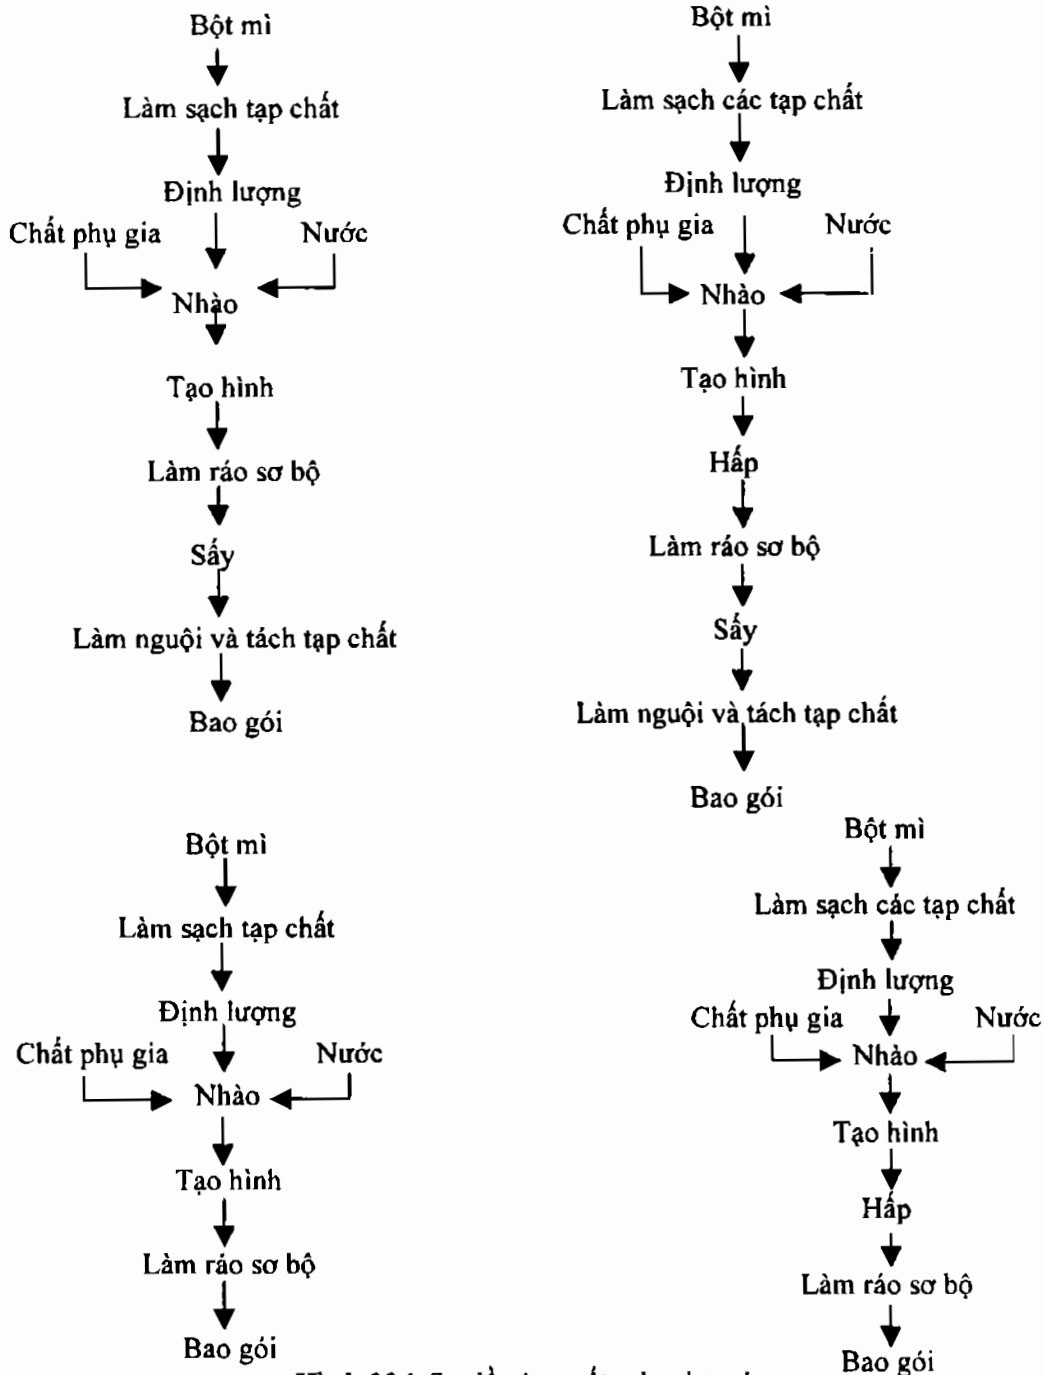 Bột mì
Làm sạch tạp chất
Định lượng
Chất phụ gia
Nước
Nhào
Tạo hình
Làm ráo sơ bộ
Sấy
Làm nguội và tách tạp chất
Bao gói
Bột mì
Làm sạch các tạp chất
Định lượng
Chất phụ gia
Nước
Nhào
Tạo hình
Hấp
Làm ráo sơ bộ
Sấy
Làm nguội và tách tạp chất
Bao gói
Bột mì
Làm sạch tạp chất
Định lượng
Chất phụ gia
Nước
Nhào
Tạo hình
Làm ráo sơ bộ
Bao gói
Bột mì
Làm sạch các tạp chất
Định lượng
Chất phụ gia
Nước
Nhào
Tạo hình
Hấp
Làm ráo sơ bộ
Bao gói